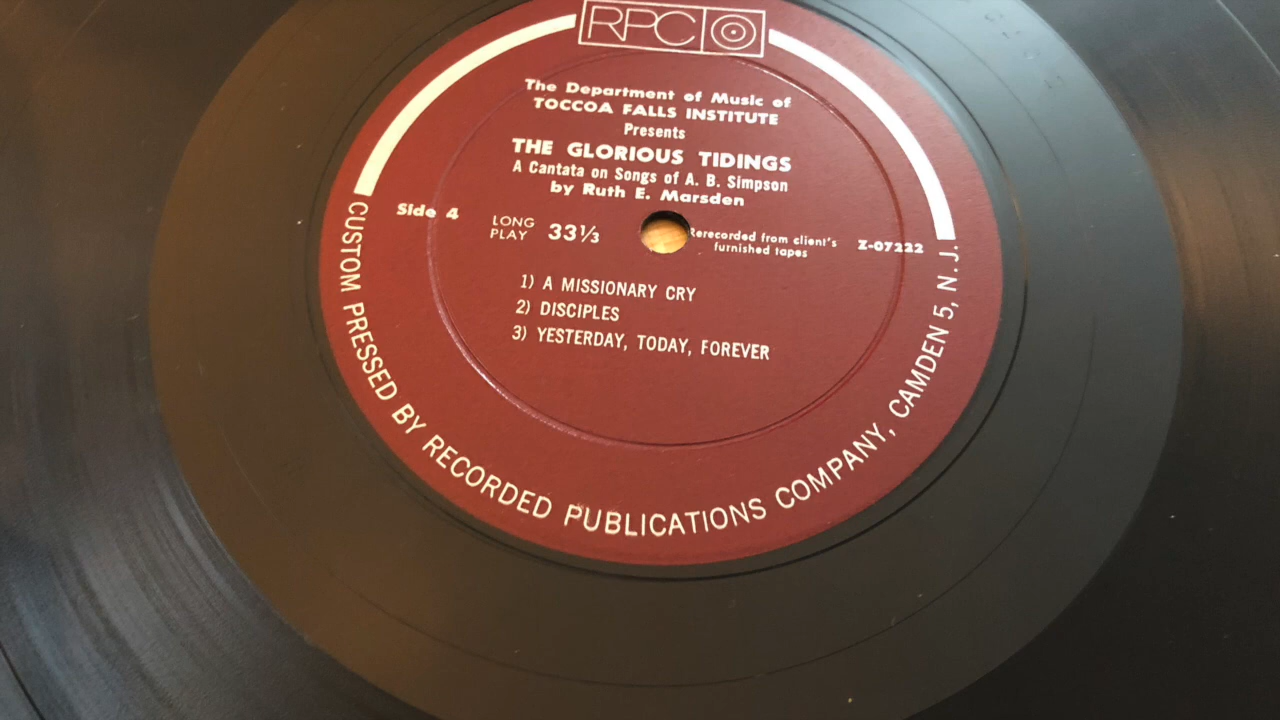 RPC
The Department of Music of
TOCCOA FALLS INSTITUTE
Presents
THE GLORIOUS TIDINGS
A Cantata on Songs of A. B. Simpson
by Ruth E. Marsden
Side 4
LONG PLAY 33⅓
Rerecorded from client's
furnished tapes
Z-07222
1) A MISSIONARY CRY
2) DISCIPLES
3) YESTERDAY, TODAY, FOREVER
CUSTOM PRESSED BY RECORDED PUBLICATIONS COMPANY, CAMDEN 5, N. J.